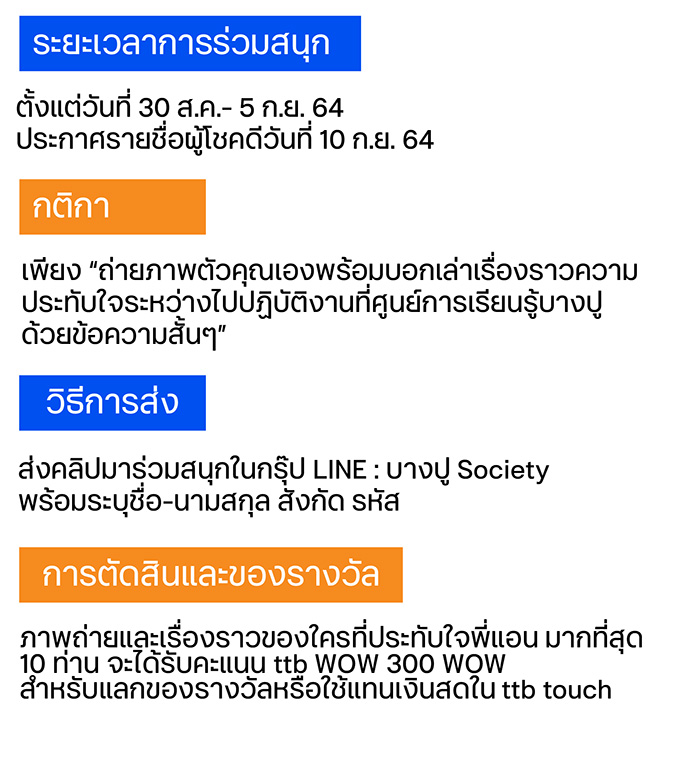 ระยะเวลาการร่วมสนุก
ตั้งแต่วันที่ 30 ส.ค.- 5 ก.ย. 64
ประกาศรายชื่อผู้โชคดีวันที่ 10 ก.ย. 64
กติกา
เพียง “ถ่ายภาพตัวคุณเองพร้อมบอกเล่าเรื่องราวความ
ประทับใจระหว่างไปปฏิบัติงานที่ศูนย์การเรียนรู้บางปู
ด้วยข้อความสั้นๆ”
วิธีการส่ง
ส่งคลิปมาร่วมสนุกในกรุ๊ป LINE : บางปู Society
พร้อมระบุชื่อ-นามสกุล สังกัด รหัส
การตัดสินและของรางวัล
ภาพถ่ายและเรื่องราวของใครที่ประทับใจพี่แอน มากที่สุด
10 ท่าน จะได้รับคะแนน ttb WOW 300 WOW
สำหรับแลกของรางวัลหรือใช้แทนเงินสดใน ttb touch